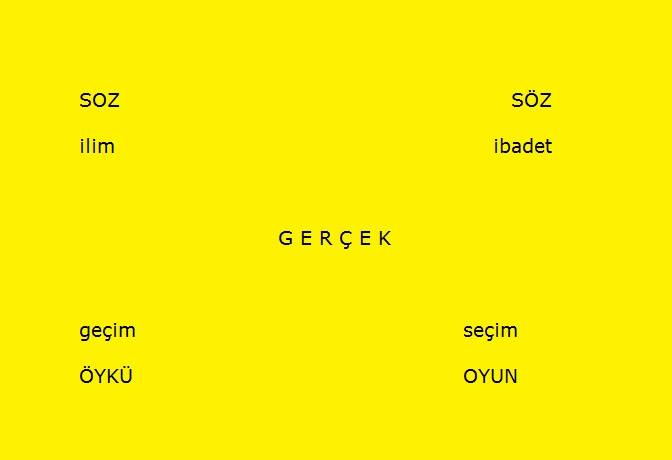 SOZ SÖZ
ilim ibadet
G E R Ç E K
geçim seçim
ÖYKÜ OYUN